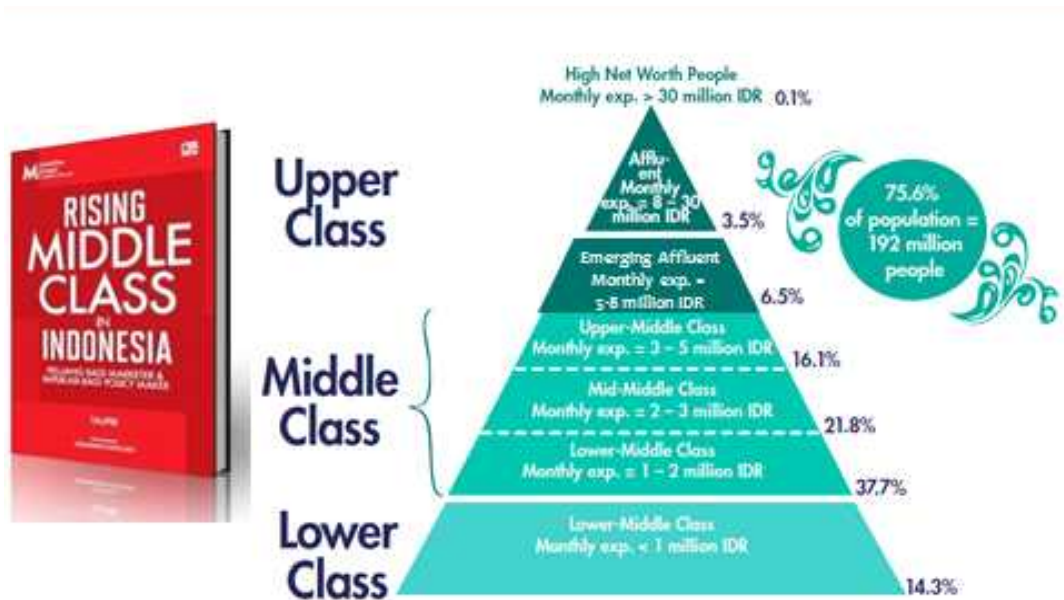 RISING
MIDDLE
CLASS
IN
INDONESIA
Upper
Class
Middle
Class
Lower
Class
High Net Worth People
Monthly exp. > 30 million IDR 0.1%
Afflu-
ent
Monthly
exp. = 8 – 30
million IDR
3.5%
Emerging Affluent
Monthly exp. =
5-8 million IDR
6.5%
Upper-Middle Class
Monthly exp. = 3 – 5 million IDR
16.1%
Mid-Middle Class
Monthly exp. = 2 – 3 million IDR
21.8%
Lower-Middle Class
Monthly exp. = 1 – 2 million IDR
37.7%
Lower-Middle Class
Monthly exp. < 1 million IDR
14.3%
75.6%
of population =
192 million
people